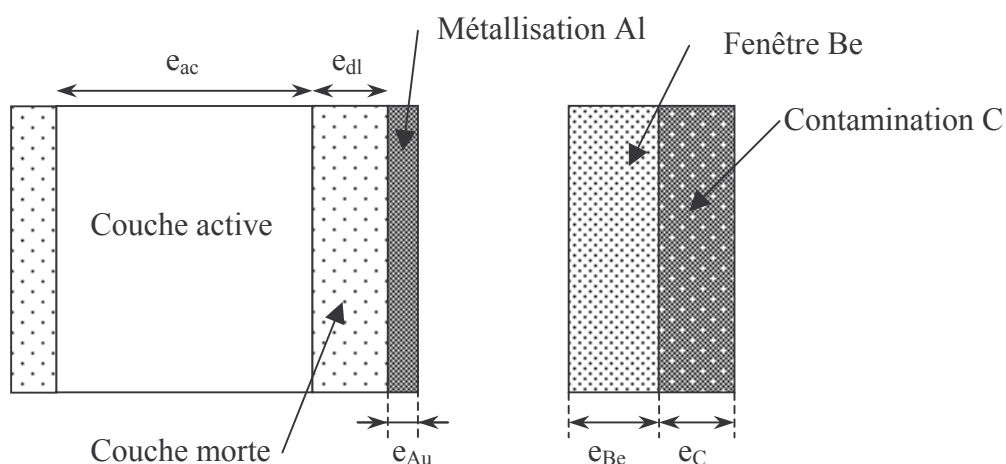 Métallisation Al
Fenêtre Be
e_ac
e_dl
Contamination C
Couche active
Couche morte
e_Au
e_Be
e_C